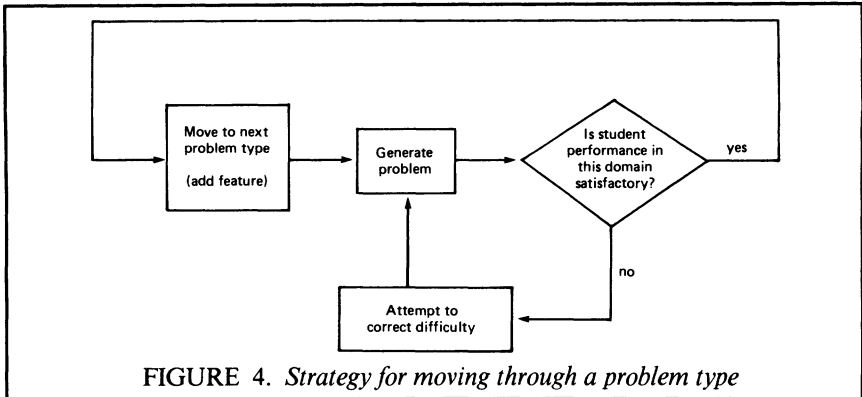 Move to next
problem type
(add feature)
Generate
problem
Is student
performance in
this domain
satisfactory?
yes
no
Attempt to
correct difficulty
FIGURE 4. Strategy for moving through a problem type